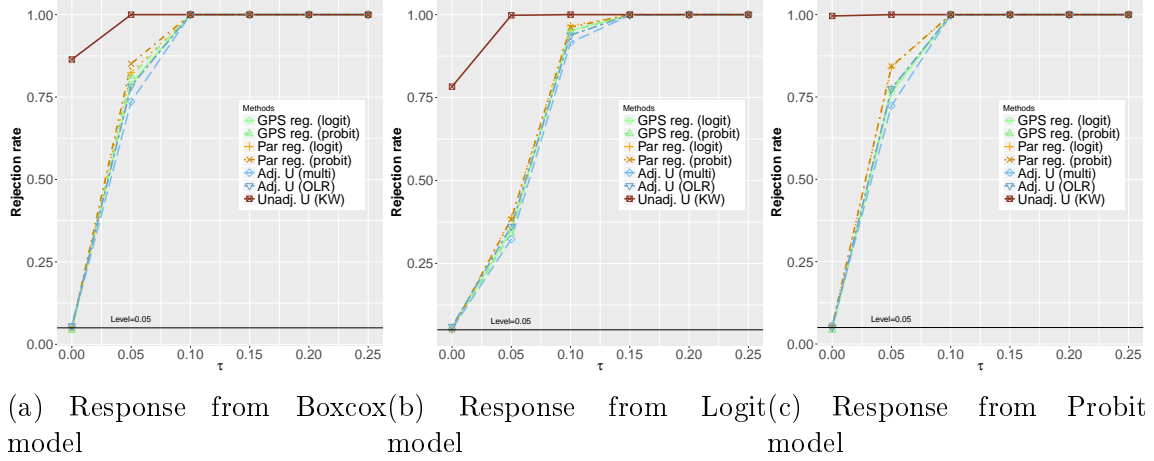 1.00
0.75
0.50
0.25
0.00
Rejection rate
Methods
GPS reg. (logit)
GPS reg. (probit)
Par reg. (logit)
Par reg. (probit)
Adj. U (multi)
Adj. U (OLR)
Unadj. U (KW)
Level=0.05
0.00 0.05 0.10 0.15 0.20 0.25
τ
1.00
0.75
0.50
0.25
Rejection rate
Methods
GPS reg. (logit)
GPS reg. (probit)
Par reg. (logit)
Par reg. (probit)
Adj. U (multi)
Adj. U (OLR)
Unadj. U (KW)
Level=0.05
0.00 0.05 0.10 0.15 0.20 0.25
τ
1.00
0.75
0.50
0.25
0.00
Rejection rate
Methods
GPS reg. (logit)
GPS reg. (probit)
Par reg. (logit)
Par reg. (probit)
Adj. U (multi)
Adj. U (OLR)
Unadj. U (KW)
Level=0.05
0.00 0.05 0.10 0.15 0.20 0.25
τ
(a) Response from Boxcox
model
(b) Response from Logit
model
(c) Response from Probit
model